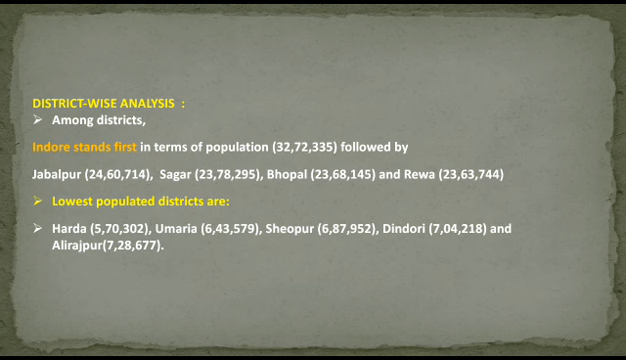 DISTRICT-WISE ANALYSIS :
➢ Among districts,
Indore stands first in terms of population (32,72,335) followed by
Jabalpur (24,60,714), Sagar (23,78,295), Bhopal (23,68,145) and Rewa (23,63,744)
➢ Lowest populated districts are:
➢ Harda (5,70,302), Umaria (6,43,579), Sheopur (6,87,952), Dindori (7,04,218) and
Alirajpur(7,28,677).